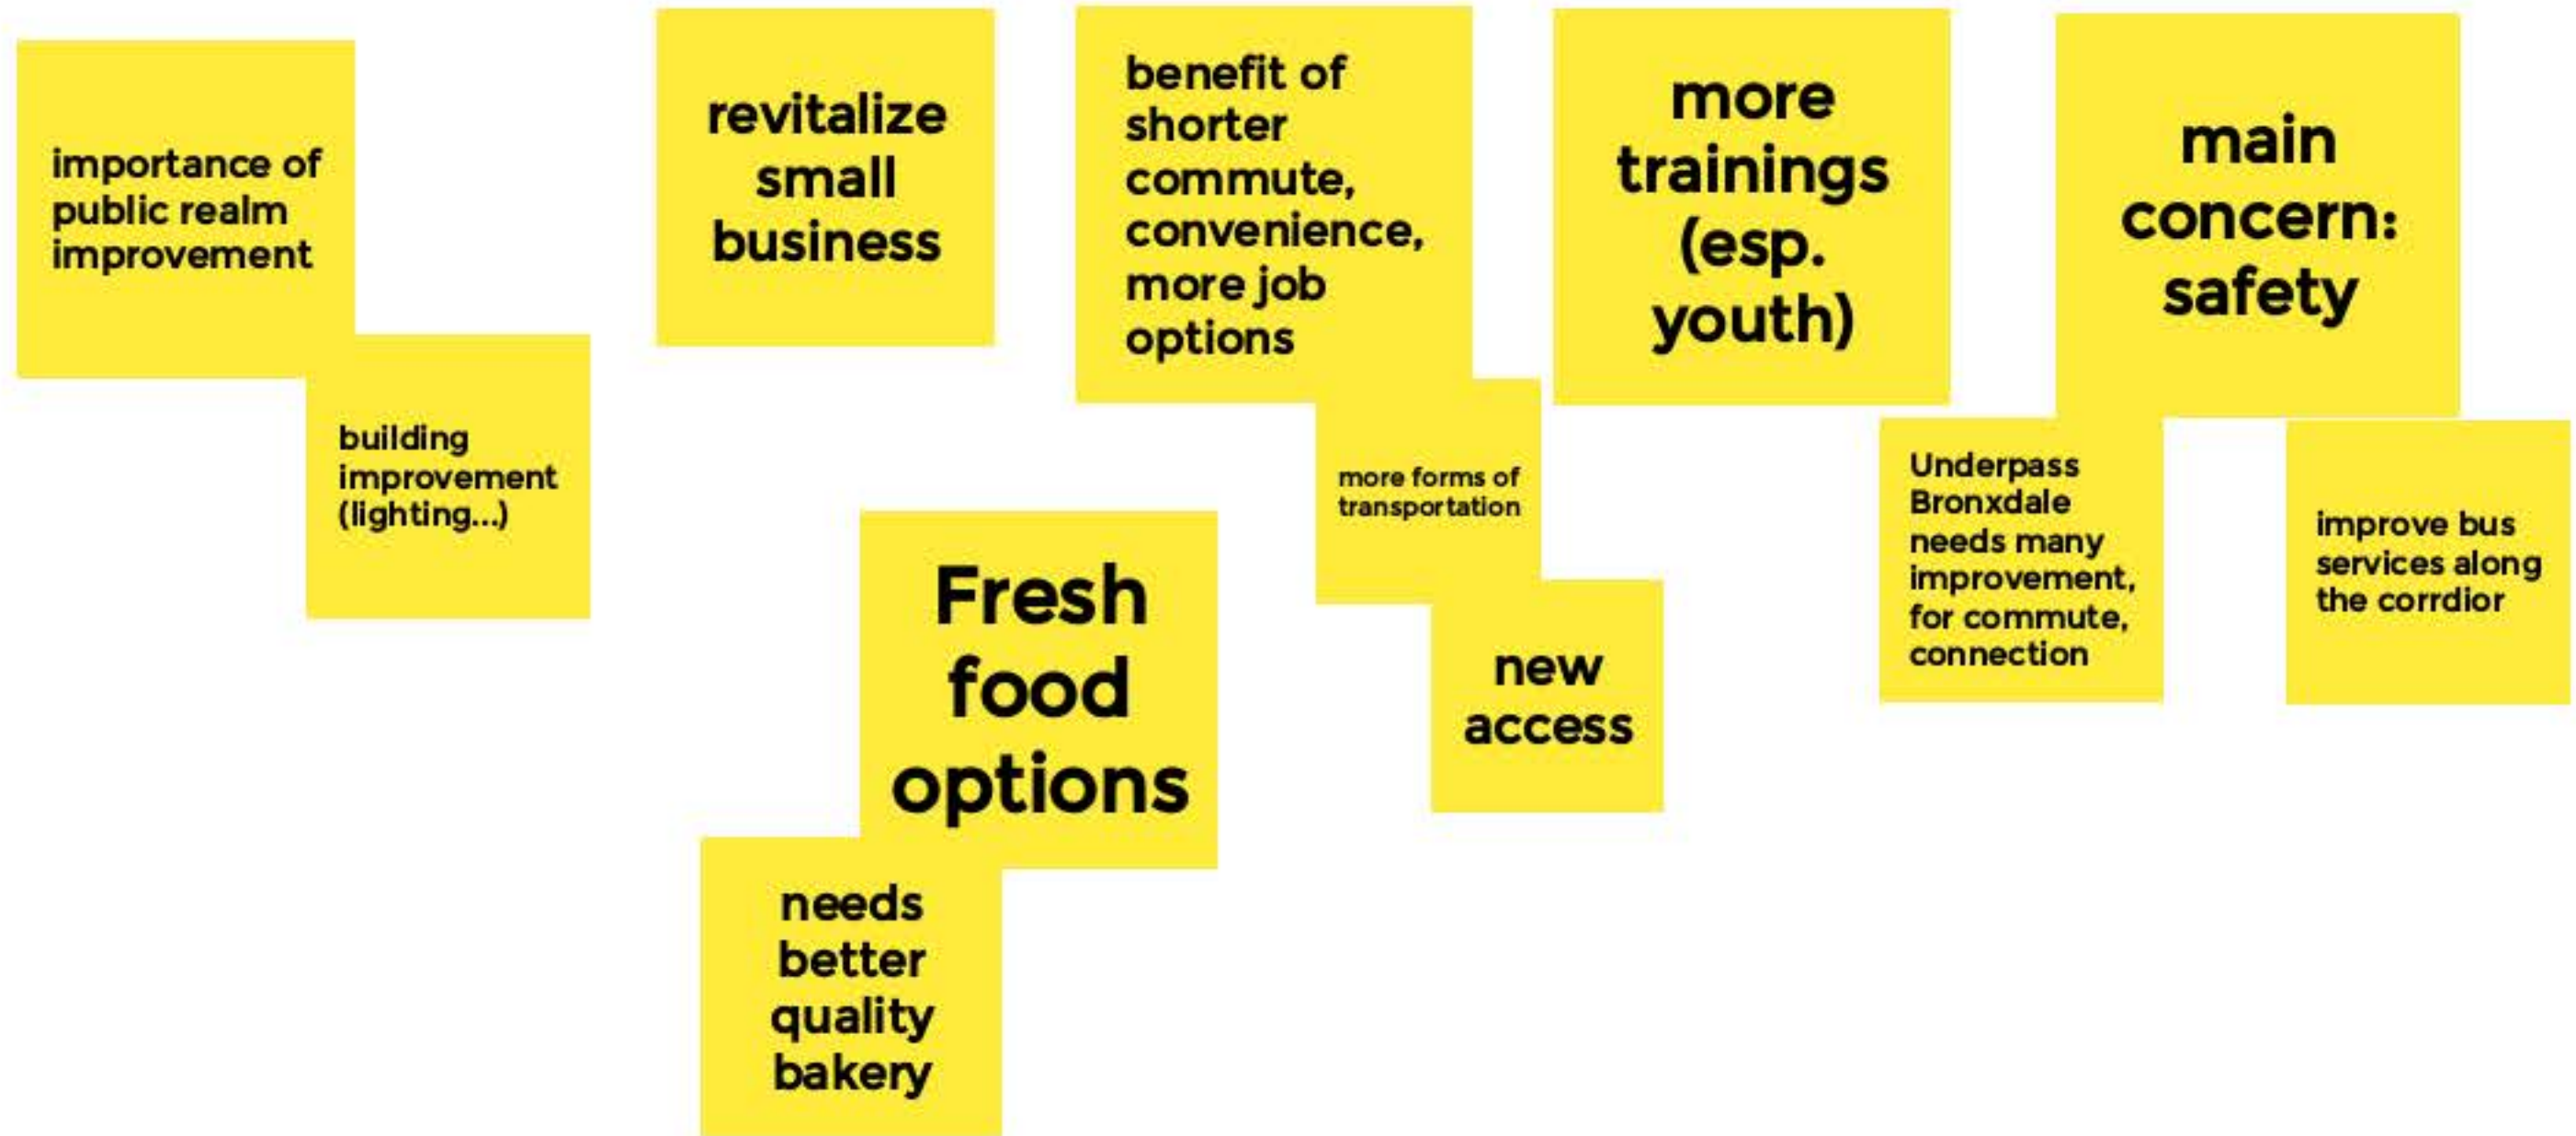 importance of
public realm
improvement
building
improvement
(lighting...)
revitalize
small
business
Fresh
food
options
needs
better
quality
bakery
benefit of
shorter
commute,
convenience,
more job
options
more forms of
transportation
new
access
more
trainings
(esp.
youth)
main
concern:
safety
Underpass
Bronxdale
needs many
improvement,
for commute,
connection
improve bus
services along
the corrdior